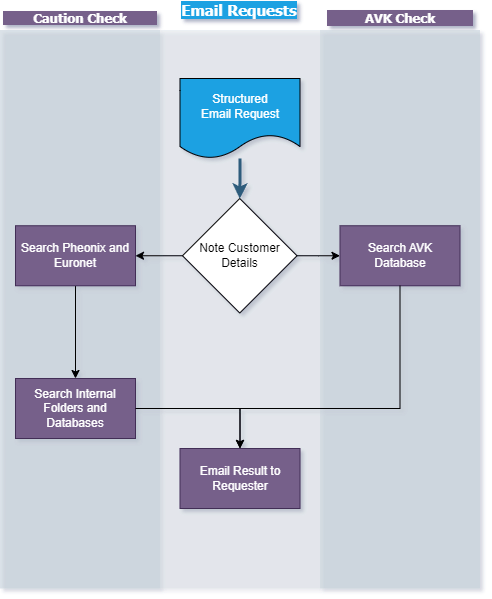 Caution Check
Email Requests
AVK Check
Structured
Email Request
Note Customer
Details
Search Pheonix and
Euronet
Search AVK
Database
Search Internal
Folders and
Databases
Email Result to
Requester